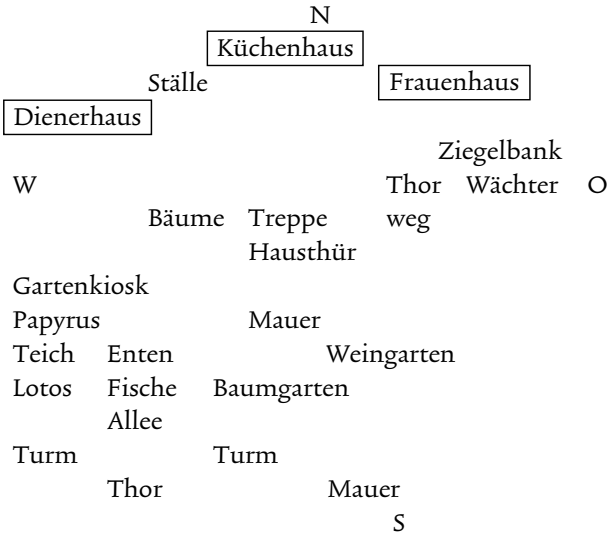 N
Küchenhaus
Ställe Frauenhaus
Dienerhaus
Ziegelbank
W Thor Wächter O
Bäume Treppe weg
Hausthür
Gartenkiosk
Papyrus Mauer
Teich Enten Weingarten
Lotos Fische Baumgarten
Allee
Turm Turm
Thor Mauer
S